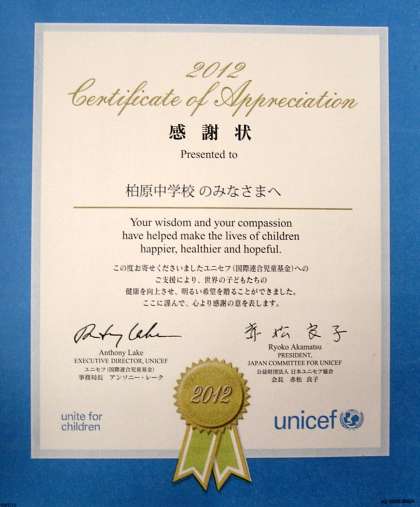 2012
Certificate of Appreciation
感謝状
Presented to
柏原中学校 のみなさまへ
Your wisdom and your compassion
have helped make the lives of children
happier, healthier and hopeful.
この度お寄せくださいましたユニセフ(国際連合児童基金)への
ご支援により、世界の子どもたちの
健康を向上させ、明るい希望を贈ることができました。
ここに謹んで、心より感謝の意を表します。
Anthony Lake
Anthony Lake
EXECUTIVE DIRECTOR, UNICEF
ユニセフ(国際連合児童基金)
事務局長 アンソニー・レーク
赤松良子
Ryoko Akamatsu
PRESIDENT,
JAPAN COMMITTEE FOR UNICEF
公益財団法人 日本ユニセフ協会
会長 赤松 良子
2012
unite for
children
unicef